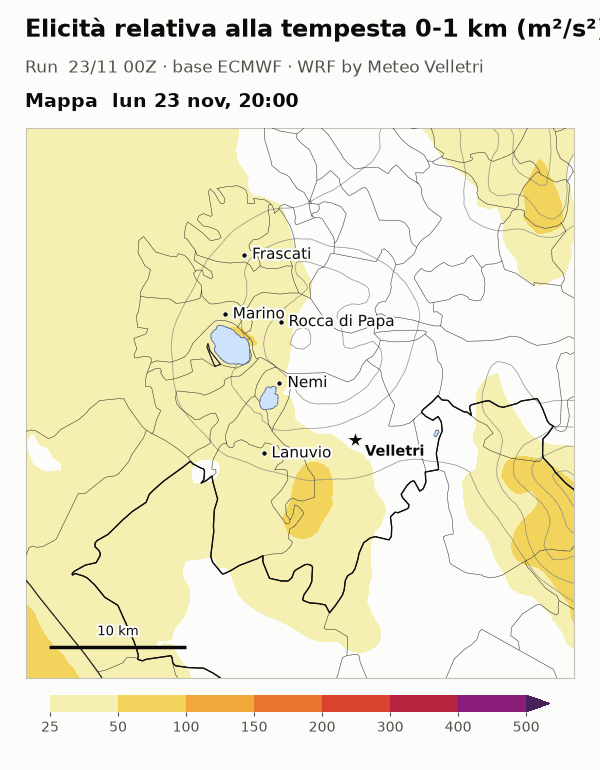 Elicità relativa alla tempesta 0-1 km (m²/s²)
Run  23/11 00Z · base ECMWF · WRF by Meteo Velletri
Mappa  lun 23 nov, 20:00
Frascati
Marino
Rocca di Papa
Nemi
Velletri
Lanuvio
10 km
25 50 100 150 200 300 400 500